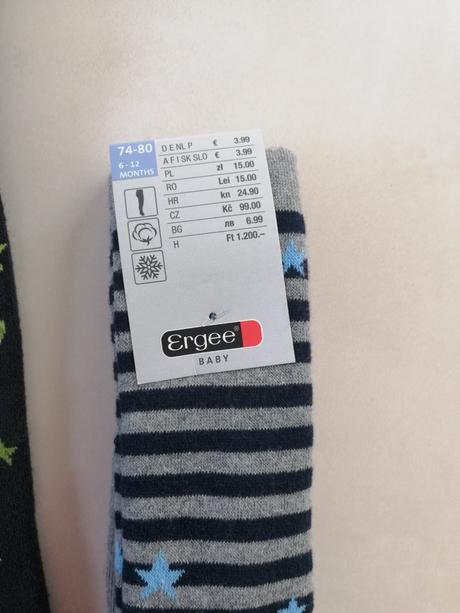 74-80
6 - 12
MONTHS
D E NL P € 3.99
A F I SK SLO € 3.99
PL zł 15.00
RO Lei 15.00
HR kn 24.90
CZ Kč 99.00
BG лв 6.99
H Ft 1.200.–
Ergee®
BABY